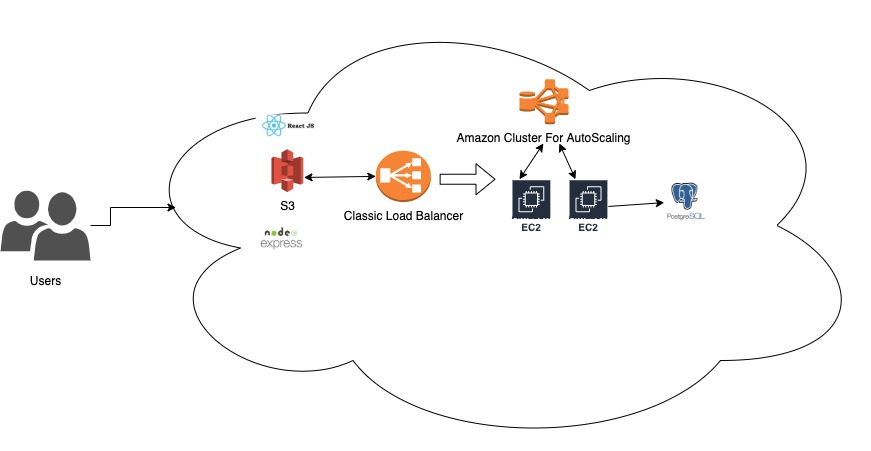 React JS
Amazon Cluster For AutoScaling
S3
Classic Load Balancer
EC2
EC2
PostgreSQL
node
express
Users